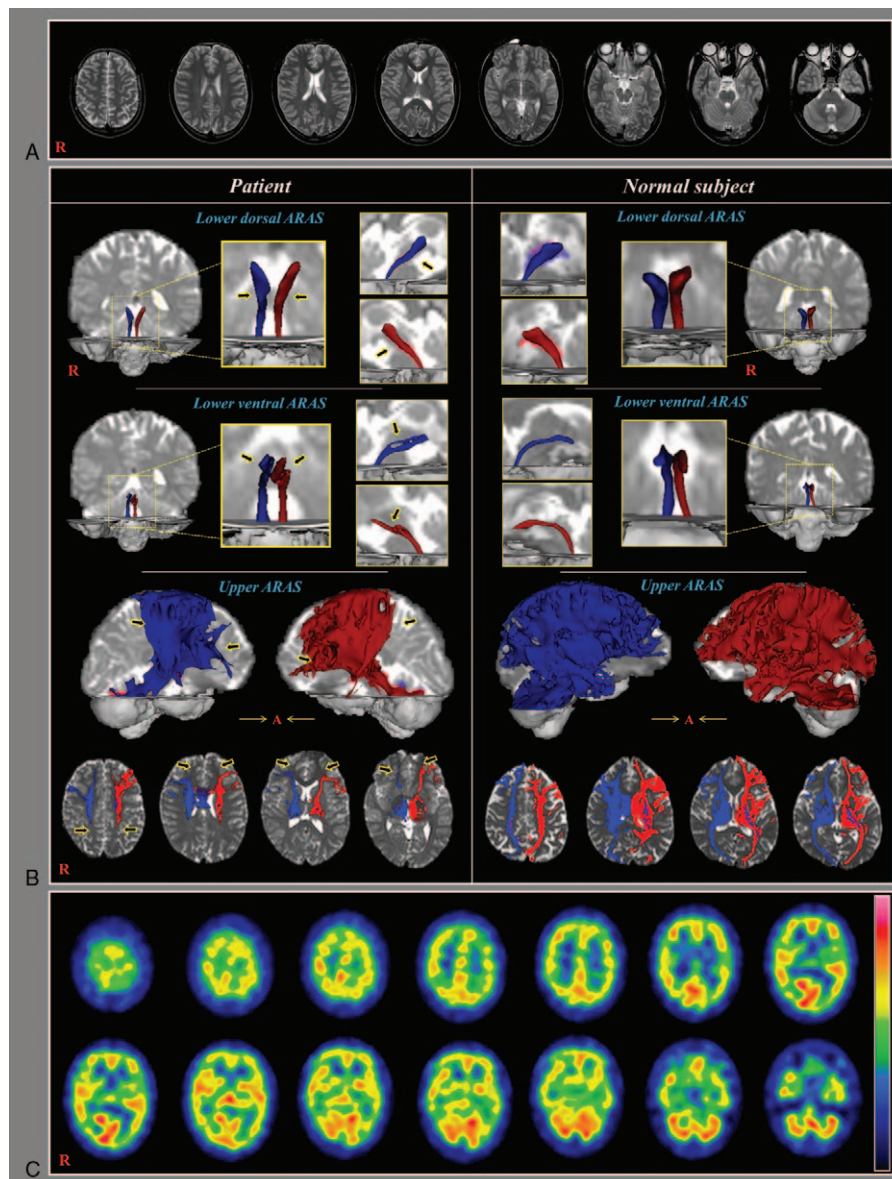 A
R
Patient
Normal subject
Lower dorsal ARAS
Lower dorsal ARAS
R
Lower ventral ARAS
Lower ventral ARAS
Upper ARAS
Upper ARAS
A
A
R
B
R
C